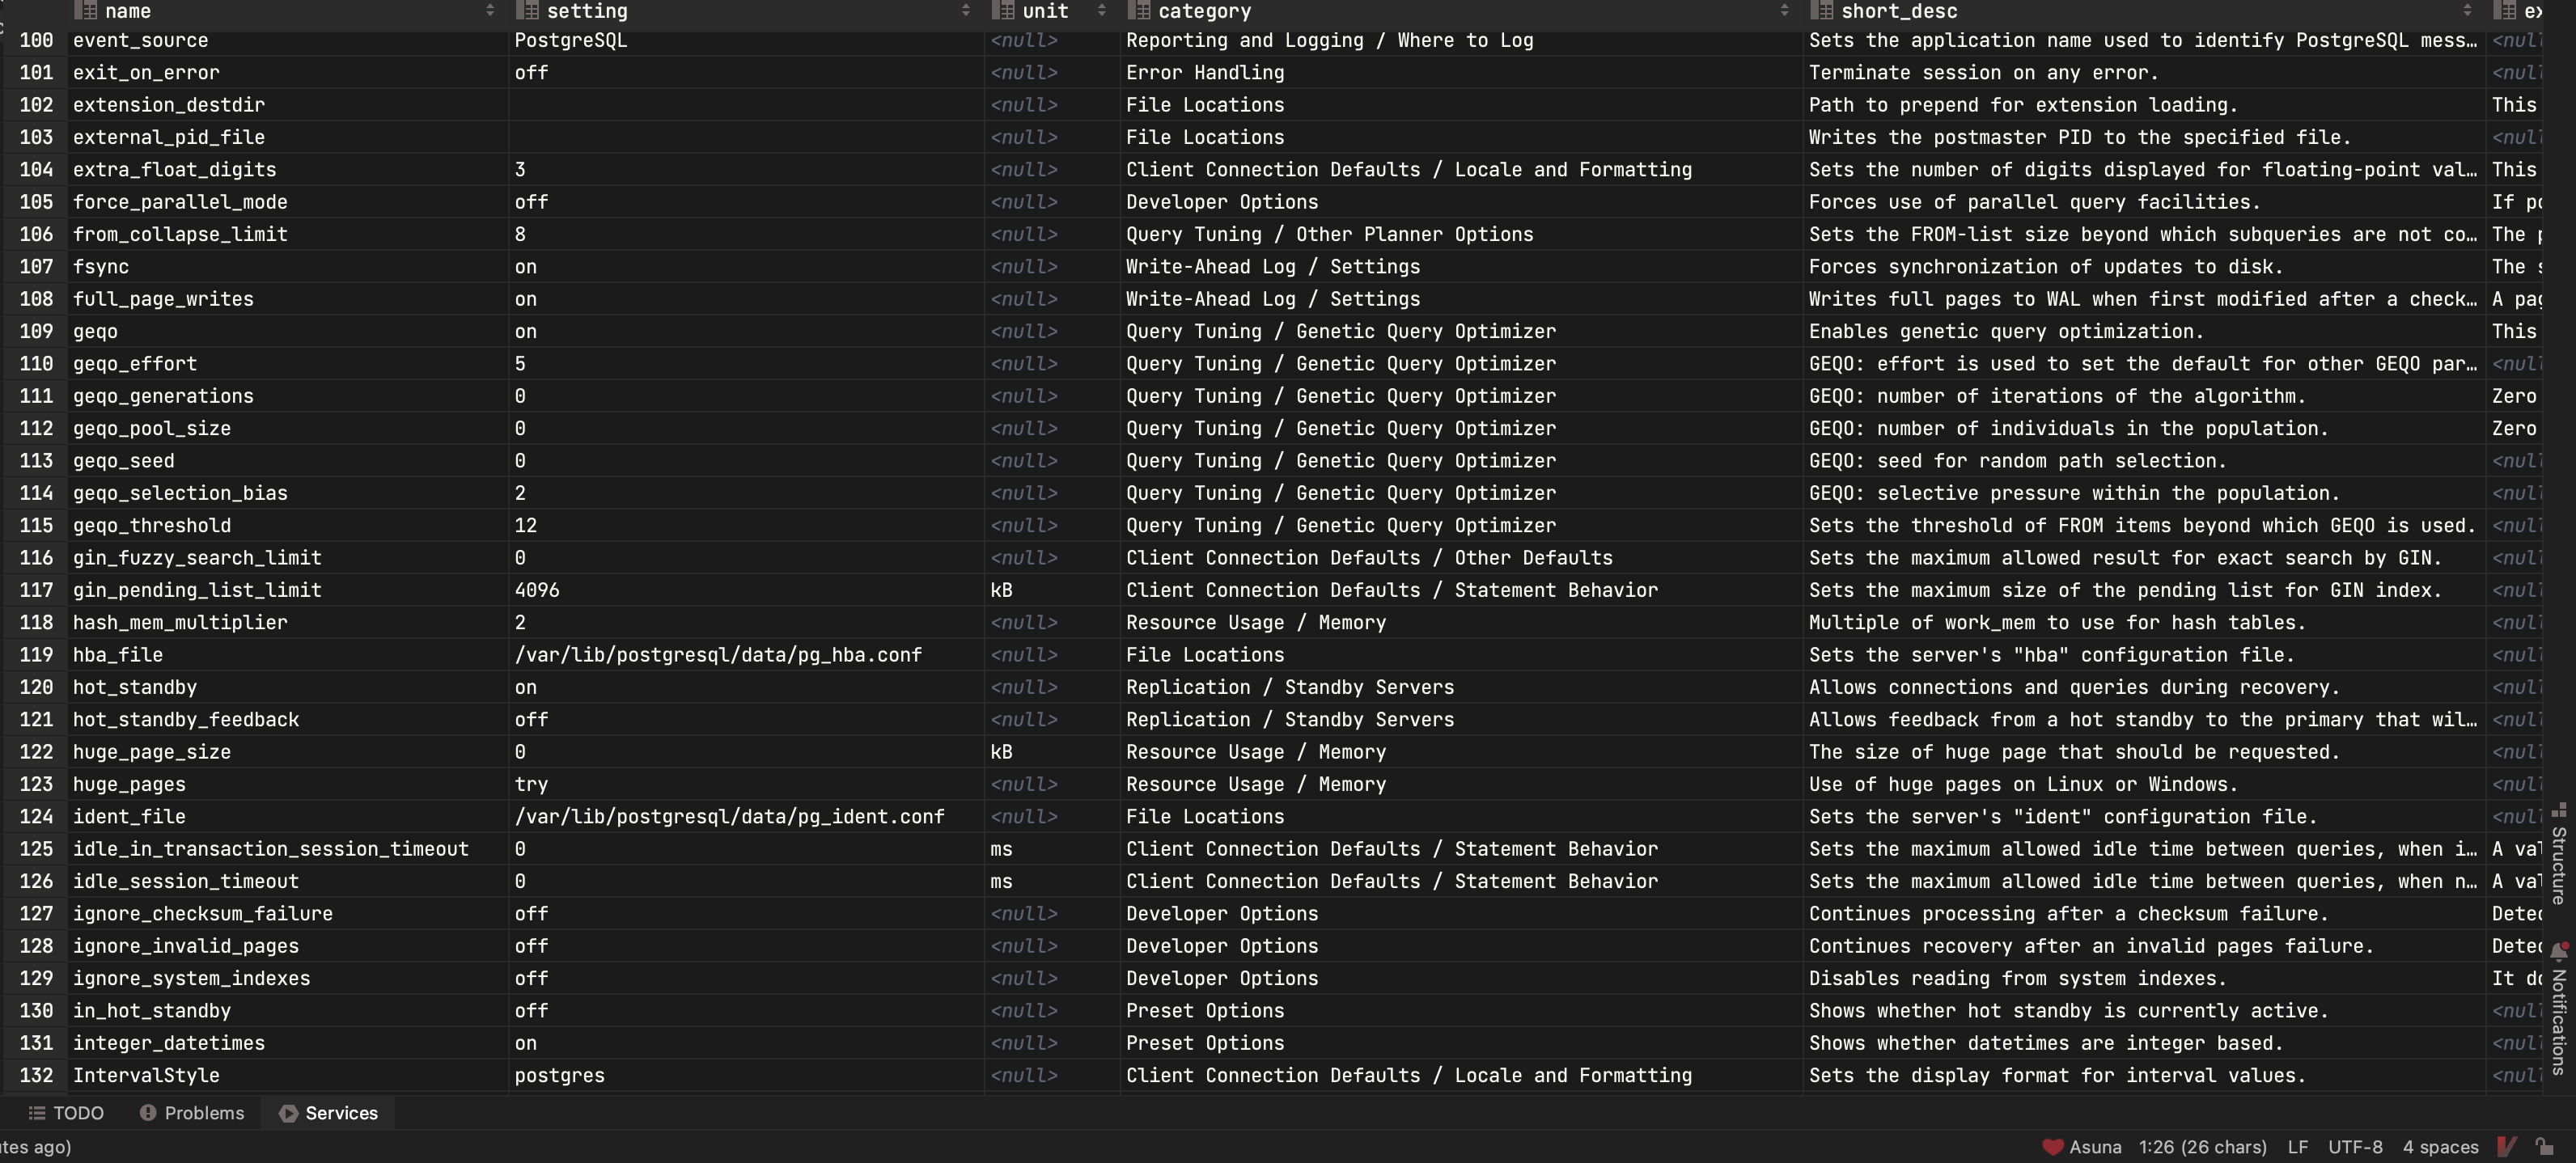 name setting unit category short_desc
100 event_source PostgreSQL <null> Reporting and Logging / Where to Log Sets the application name used to identify PostgreSQL mess…
101 exit_on_error off <null> Error Handling Terminate session on any error. <null
102 extension_destdir <null> File Locations Path to prepend for extension loading. This
103 external_pid_file <null> File Locations Writes the postmaster PID to the specified file. <null
104 extra_float_digits 3 <null> Client Connection Defaults / Locale and Formatting Sets the number of digits displayed for floating-point val… This
105 force_parallel_mode off <null> Developer Options Forces use of parallel query facilities. If
106 from_collapse_limit 8 <null> Query Tuning / Other Planner Options Sets the FROM-list size beyond which subqueries are not co… The
107 fsync on <null> Write-Ahead Log / Settings Forces synchronization of updates to disk. The
108 full_page_writes on <null> Write-Ahead Log / Settings Writes full pages to WAL when first modified after a check… A
109 geqo on <null> Query Tuning / Genetic Query Optimizer Enables genetic query optimization. This
110 geqo_effort 5 <null> Query Tuning / Genetic Query Optimizer GEQO: effort is used to set the default for other GEQO par… <null
111 geqo_generations 0 <null> Query Tuning / Genetic Query Optimizer GEQO: number of iterations of the algorithm. Zero
112 geqo_pool_size 0 <null> Query Tuning / Genetic Query Optimizer GEQO: number of individuals in the population. Zero
113 geqo_seed 0 <null> Query Tuning / Genetic Query Optimizer GEQO: seed for random path selection. <null
114 geqo_selection_bias 2 <null> Query Tuning / Genetic Query Optimizer GEQO: selective pressure within the population. <null
115 geqo_threshold 12 <null> Query Tuning / Genetic Query Optimizer Sets the threshold of FROM items beyond which GEQO is used. <null
116 gin_fuzzy_search_limit 0 <null> Client Connection Defaults / Other Defaults Sets the maximum allowed result for exact search by GIN. <null
117 gin_pending_list_limit 4096 kB Client Connection Defaults / Statement Behavior Sets the maximum size of the pending list for GIN index. <null
118 hash_mem_multiplier 2 <null> Resource Usage / Memory Multiple of work_mem to use for hash tables. <null
119 hba_file /var/lib/postgresql/data/pg_hba.conf <null> File Locations Sets the server's "hba" configuration file. <null
120 hot_standby on <null> Replication / Standby Servers Allows connections and queries during recovery. <null
121 hot_standby_feedback off <null> Replication / Standby Servers Allows feedback from a hot standby to the primary that wil… <null
122 huge_page_size 0 kB Resource Usage / Memory The size of huge page that should be requested. <null
123 huge_pages try <null> Resource Usage / Memory Use of huge pages on Linux or Windows. <null
124 ident_file /var/lib/postgresql/data/pg_ident.conf <null> File Locations Sets the server's "ident" configuration file. <null
125 idle_in_transaction_session_timeout 0 ms Client Connection Defaults / Statement Behavior Sets the maximum allowed idle time between queries, when i… A val
126 idle_session_timeout 0 ms Client Connection Defaults / Statement Behavior Sets the maximum allowed idle time between queries, when n… A val
127 ignore_checksum_failure off <null> Developer Options Continues processing after a checksum failure. Detec
128 ignore_invalid_pages off <null> Developer Options Continues recovery after an invalid pages failure. Detec
129 ignore_system_indexes off <null> Developer Options Disables reading from system indexes. It do
130 in_hot_standby off <null> Preset Options Shows whether hot standby is currently active. <null
131 integer_datetimes on <null> Preset Options Shows whether datetimes are integer based. <null
132 IntervalStyle postgres <null> Client Connection Defaults / Locale and Formatting Sets the display format for interval values. <null
Structure
Notifications
TODO Problems Services
tes ago) Asuna 1:26 (26 chars) LF UTF-8 4 spaces